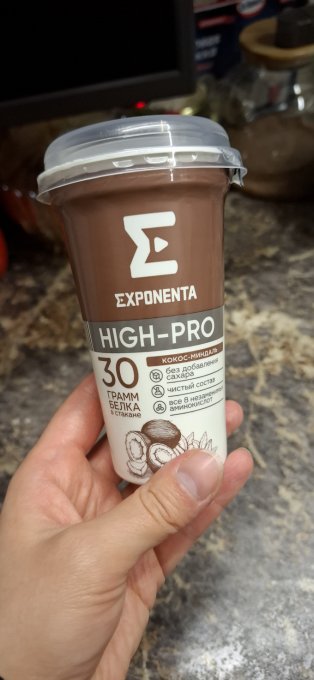 EXPONENTA
HIGH-PRO
КОКОС-МИНДАЛЬ
30
ГРАММ
БЕЛКА
в стакане
без добавления
сахара
чистый состав
все 8 незаменимых
аминокислот